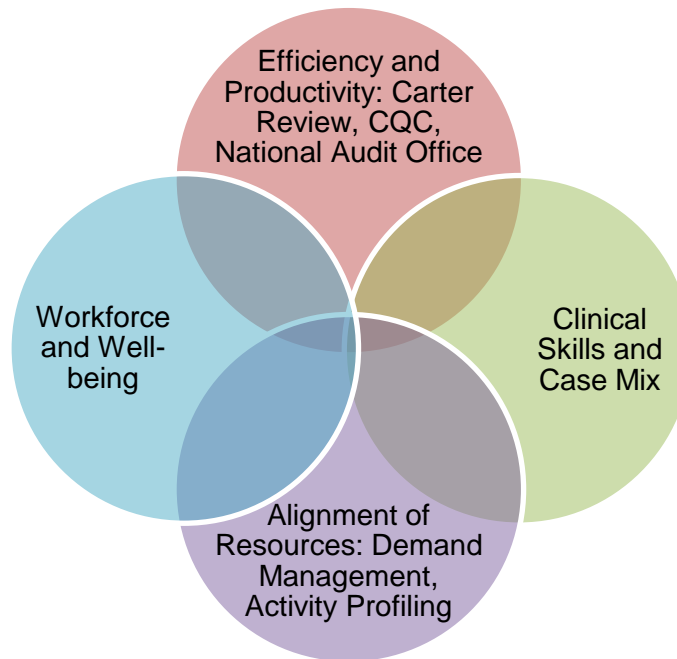 Efficiency and
Productivity: Carter
Review, CQC,
National Audit Office
Workforce
and Well-
being
Clinical
Skills and
Case Mix
Alignment of
Resources: Demand
Management,
Activity Profiling